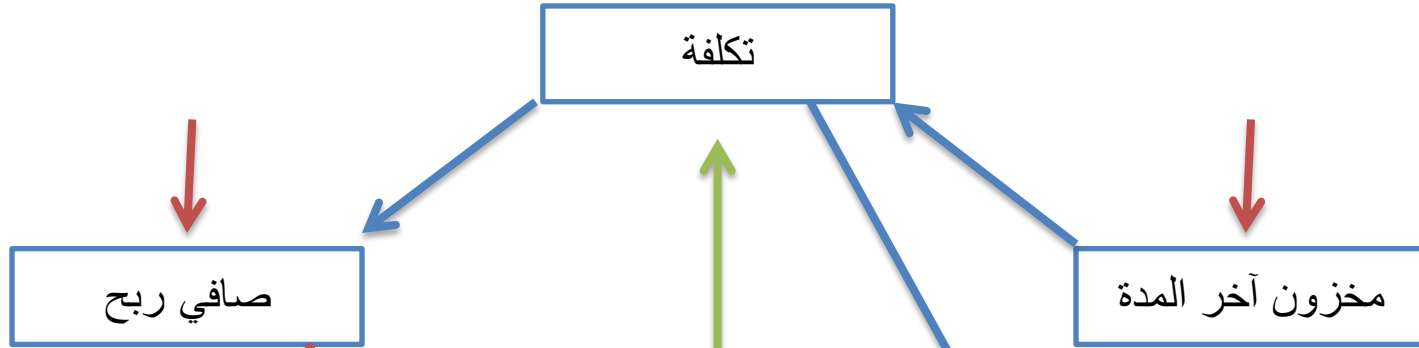 تكلفة
مخزون آخر المدة
صافي ربح